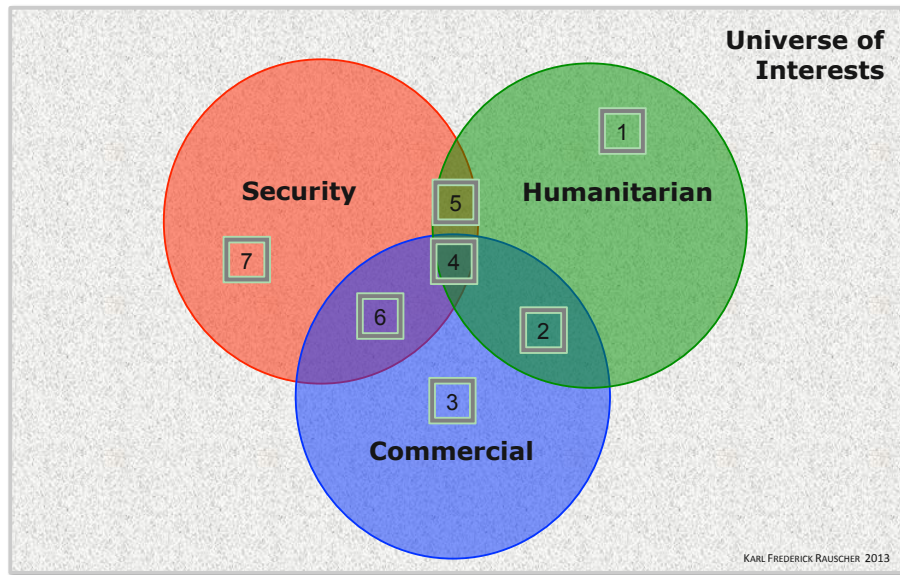 Universe of
Interests
1
Security
Humanitarian
5
7
4
6
2
3
Commercial
KARL FREDERICK RAUSCHER 2013